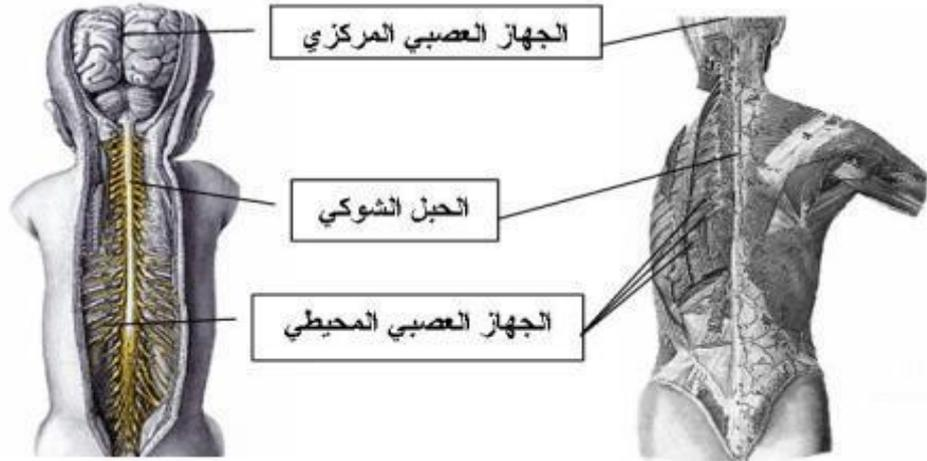 الجهاز العصبي المركزي
الحبل الشوكي
الجهاز العصبي المحيطي